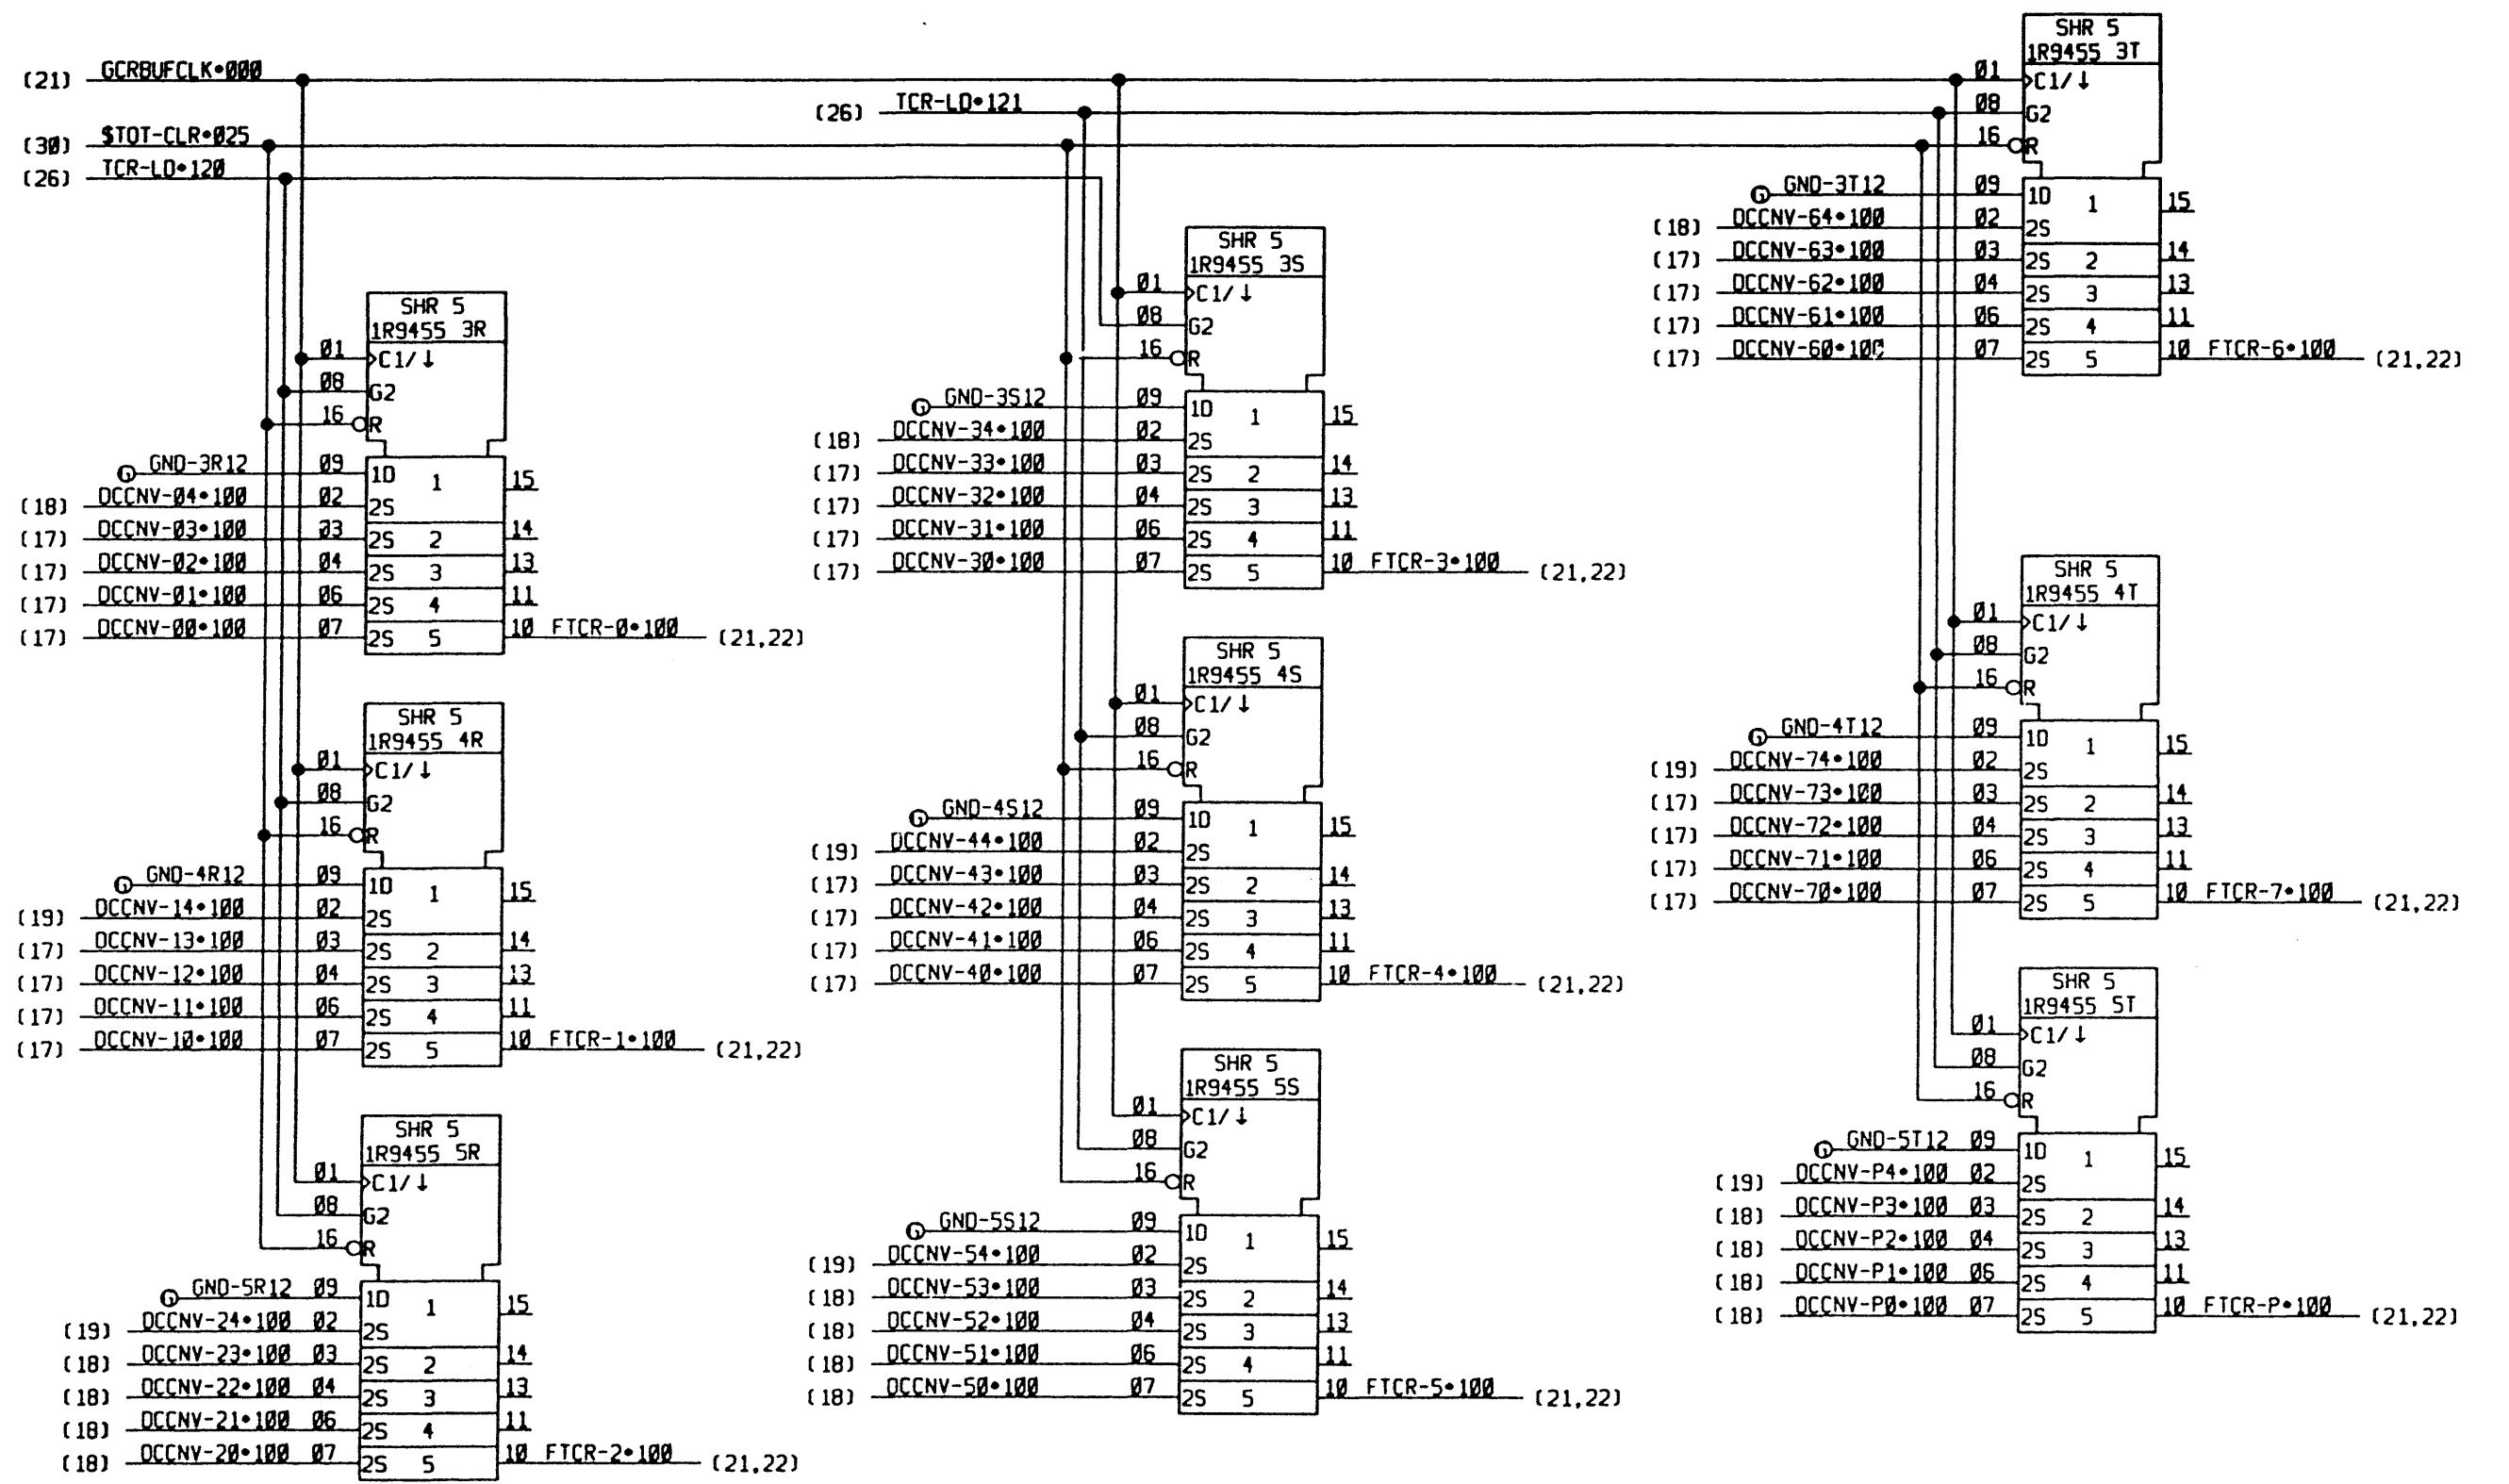 (21) GCRBUFCLK•000
(26) TCR-LD•121
(30) $TOT-CLR•025
(26) TCR-LD•120
SHR 5
1R9455 3R
01 C1/↓
08 G2
16 R
G GND-3R12 09 1D 1 15
(18) DCCNV-04•100 02 2S
(17) DCCNV-03•100 03 2S 2 14
(17) DCCNV-02•100 04 2S 3 13
(17) DCCNV-01•100 06 2S 4 11
(17) DCCNV-00•100 07 2S 5 10 FTCR-0•100 (21,22)
SHR 5
1R9455 4R
01 C1/↓
08 G2
16 R
G GND-4R12 09 1D 1 15
(19) DCCNV-14•100 02 2S
(17) DCCNV-13•100 03 2S 2 14
(17) DCCNV-12•100 04 2S 3 13
(17) DCCNV-11•100 06 2S 4 11
(17) DCCNV-10•100 07 2S 5 10 FTCR-1•100 (21,22)
SHR 5
1R9455 5R
01 C1/↓
08 G2
16 R
G GND-5R12 09 1D 1 15
(19) DCCNV-24•100 02 2S
(18) DCCNV-23•100 03 2S 2 14
(18) DCCNV-22•100 04 2S 3 13
(18) DCCNV-21•100 06 2S 4 11
(18) DCCNV-20•100 07 2S 5 10 FTCR-2•100 (21,22)
SHR 5
1R9455 3S
01 C1/↓
08 G2
16 R
G GND-3S12 09 1D 1 15
(18) DCCNV-34•100 02 2S
(17) DCCNV-33•100 03 2S 2 14
(17) DCCNV-32•100 04 2S 3 13
(17) DCCNV-31•100 06 2S 4 11
(17) DCCNV-30•100 07 2S 5 10 FTCR-3•100 (21,22)
SHR 5
1R9455 4S
01 C1/↓
08 G2
16 R
G GND-4S12 09 1D 1 15
(19) DCCNV-44•100 02 2S
(17) DCCNV-43•100 03 2S 2 14
(17) DCCNV-42•100 04 2S 3 13
(17) DCCNV-41•100 06 2S 4 11
(17) DCCNV-40•100 07 2S 5 10 FTCR-4•100 (21,22)
SHR 5
1R9455 5S
01 C1/↓
08 G2
16 R
G GND-5S12 09 1D 1 15
(19) DCCNV-54•100 02 2S
(18) DCCNV-53•100 03 2S 2 14
(18) DCCNV-52•100 04 2S 3 13
(18) DCCNV-51•100 06 2S 4 11
(18) DCCNV-50•100 07 2S 5 10 FTCR-5•100 (21,22)
SHR 5
1R9455 3T
01 C1/↓
08 G2
16 R
G GND-3T12 09 1D 1 15
(18) DCCNV-64•100 02 2S
(17) DCCNV-63•100 03 2S 2 14
(17) DCCNV-62•100 04 2S 3 13
(17) DCCNV-61•100 06 2S 4 11
(17) DCCNV-60•100 07 2S 5 10 FTCR-6•100 (21,22)
SHR 5
1R9455 4T
01 C1/↓
08 G2
16 R
G GND-4T12 09 1D 1 15
(19) DCCNV-74•100 02 2S
(17) DCCNV-73•100 03 2S 2 14
(17) DCCNV-72•100 04 2S 3 13
(17) DCCNV-71•100 06 2S 4 11
(17) DCCNV-70•100 07 2S 5 10 FTCR-7•100 (21,22)
SHR 5
1R9455 5T
01 C1/↓
08 G2
16 R
G GND-5T12 09 1D 1 15
(19) DCCNV-P4•100 02 2S
(18) DCCNV-P3•100 03 2S 2 14
(18) DCCNV-P2•100 04 2S 3 13
(18) DCCNV-P1•100 06 2S 4 11
(18) DCCNV-P0•100 07 2S 5 10 FTCR-P•100 (21,22)